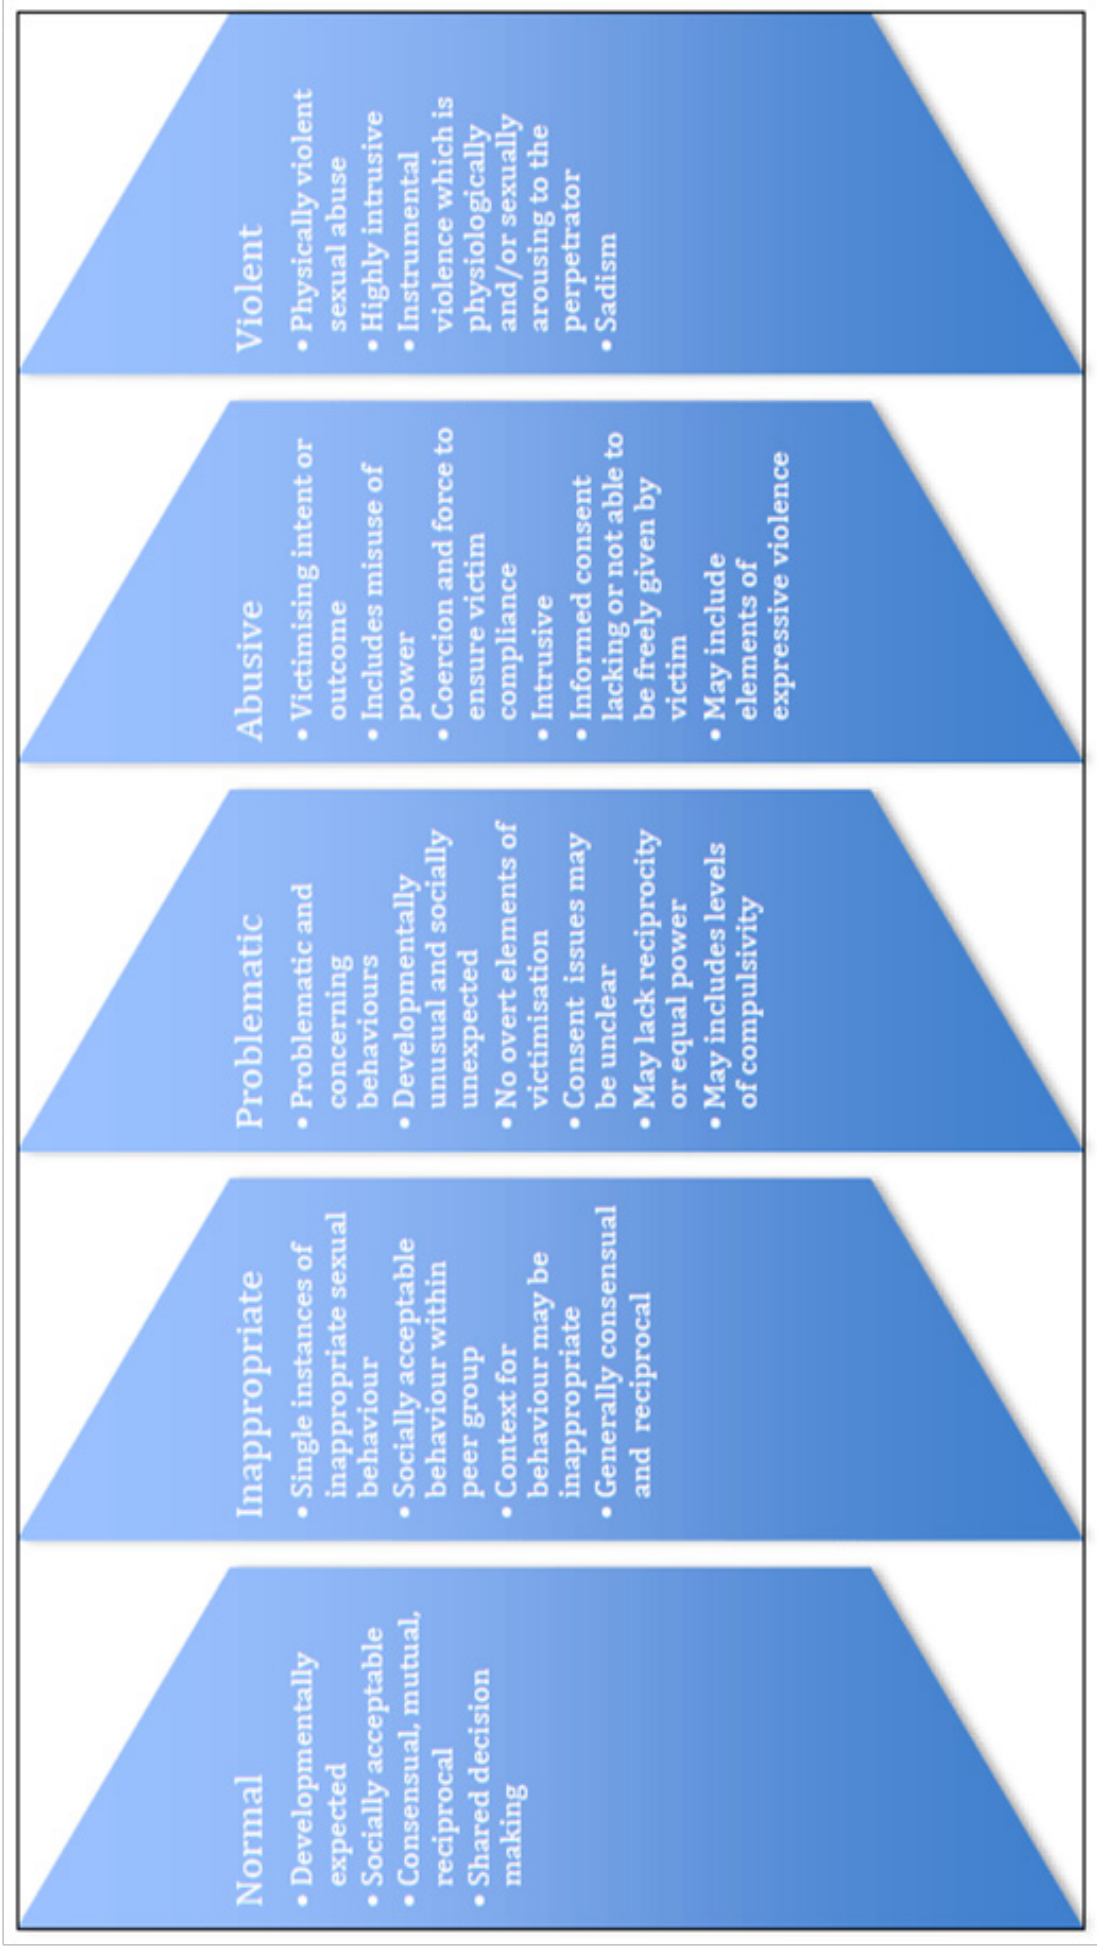 Normal
• Developmentally
expected
• Socially acceptable
• Consensual, mutual,
reciprocal
• Shared decision
making
Inappropriate
• Single instances of
inappropriate sexual
behaviour
• Socially acceptable
behaviour within
peer group
• Context for
behaviour may be
inappropriate
• Generally consensual
and reciprocal
Problematic
• Problematic and
concerning
behaviours
• Developmentally
unusual and socially
unexpected
• No overt elements of
victimisation
• Consent issues may
be unclear
• May lack reciprocity
or equal power
• May includes levels
of compulsivity
Abusive
• Victimising intent or
outcome
• Includes misuse of
power
• Coercion and force to
ensure victim
compliance
• Intrusive
• Informed consent
lacking or not able to
be freely given by
victim
• May include
elements of
expressive violence
Violent
• Physically violent
sexual abuse
• Highly intrusive
• Instrumental
violence which is
physiologically
and/or sexually
arousing to the
perpetrator
• Sadism